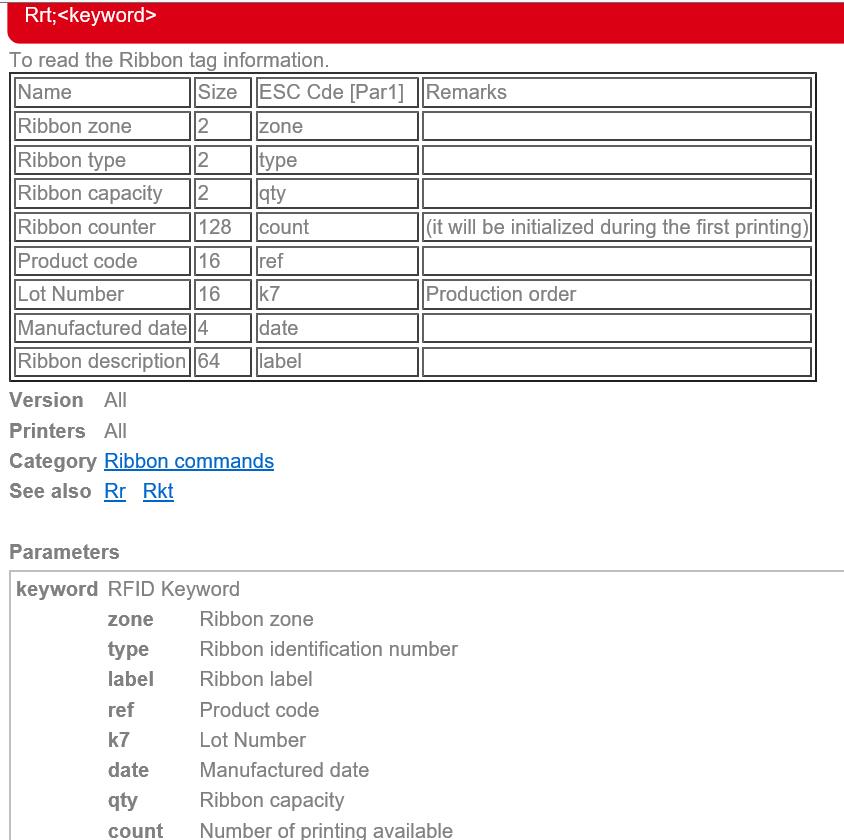 Rrt;<keyword>
To read the Ribbon tag information.
Name Size ESC Cde [Par1] Remarks
Ribbon zone 2 zone
Ribbon type 2 type
Ribbon capacity 2 qty
Ribbon counter 128 count (it will be initialized during the first printing)
Product code 16 ref
Lot Number 16 k7 Production order
Manufactured date 4 date
Ribbon description 64 label
Version All
Printers All
Category Ribbon commands
See also Rr Rkt
Parameters
keyword RFID Keyword
zone Ribbon zone
type Ribbon identification number
label Ribbon label
ref Product code
k7 Lot Number
date Manufactured date
qty Ribbon capacity
count Number of printing available